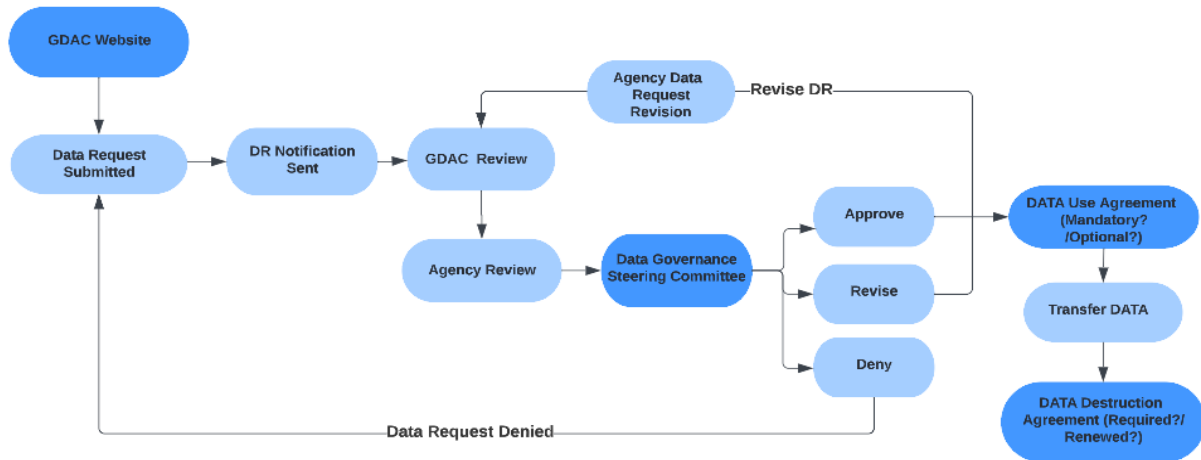 GDAC Website
Agency Data
Request
Revision
Revise DR
Data Request
Submitted
DR Notification
Sent
GDAC Review
Approve
DATA Use Agreement
(Mandatory?
/Optional?)
Agency Review
Data Governance
Steering Committee
Revise
Transfer DATA
Deny
DATA Destruction
Agreement (Required?/
Renewed?)
Data Request Denied